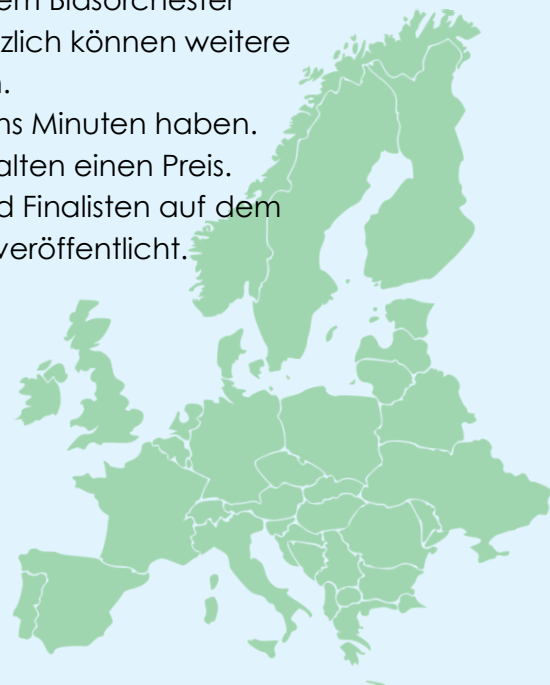 em Blasorchester
zlich können weitere
n.
ns Minuten haben.
alten einen Preis.
d Finalisten auf dem
veröffentlicht.